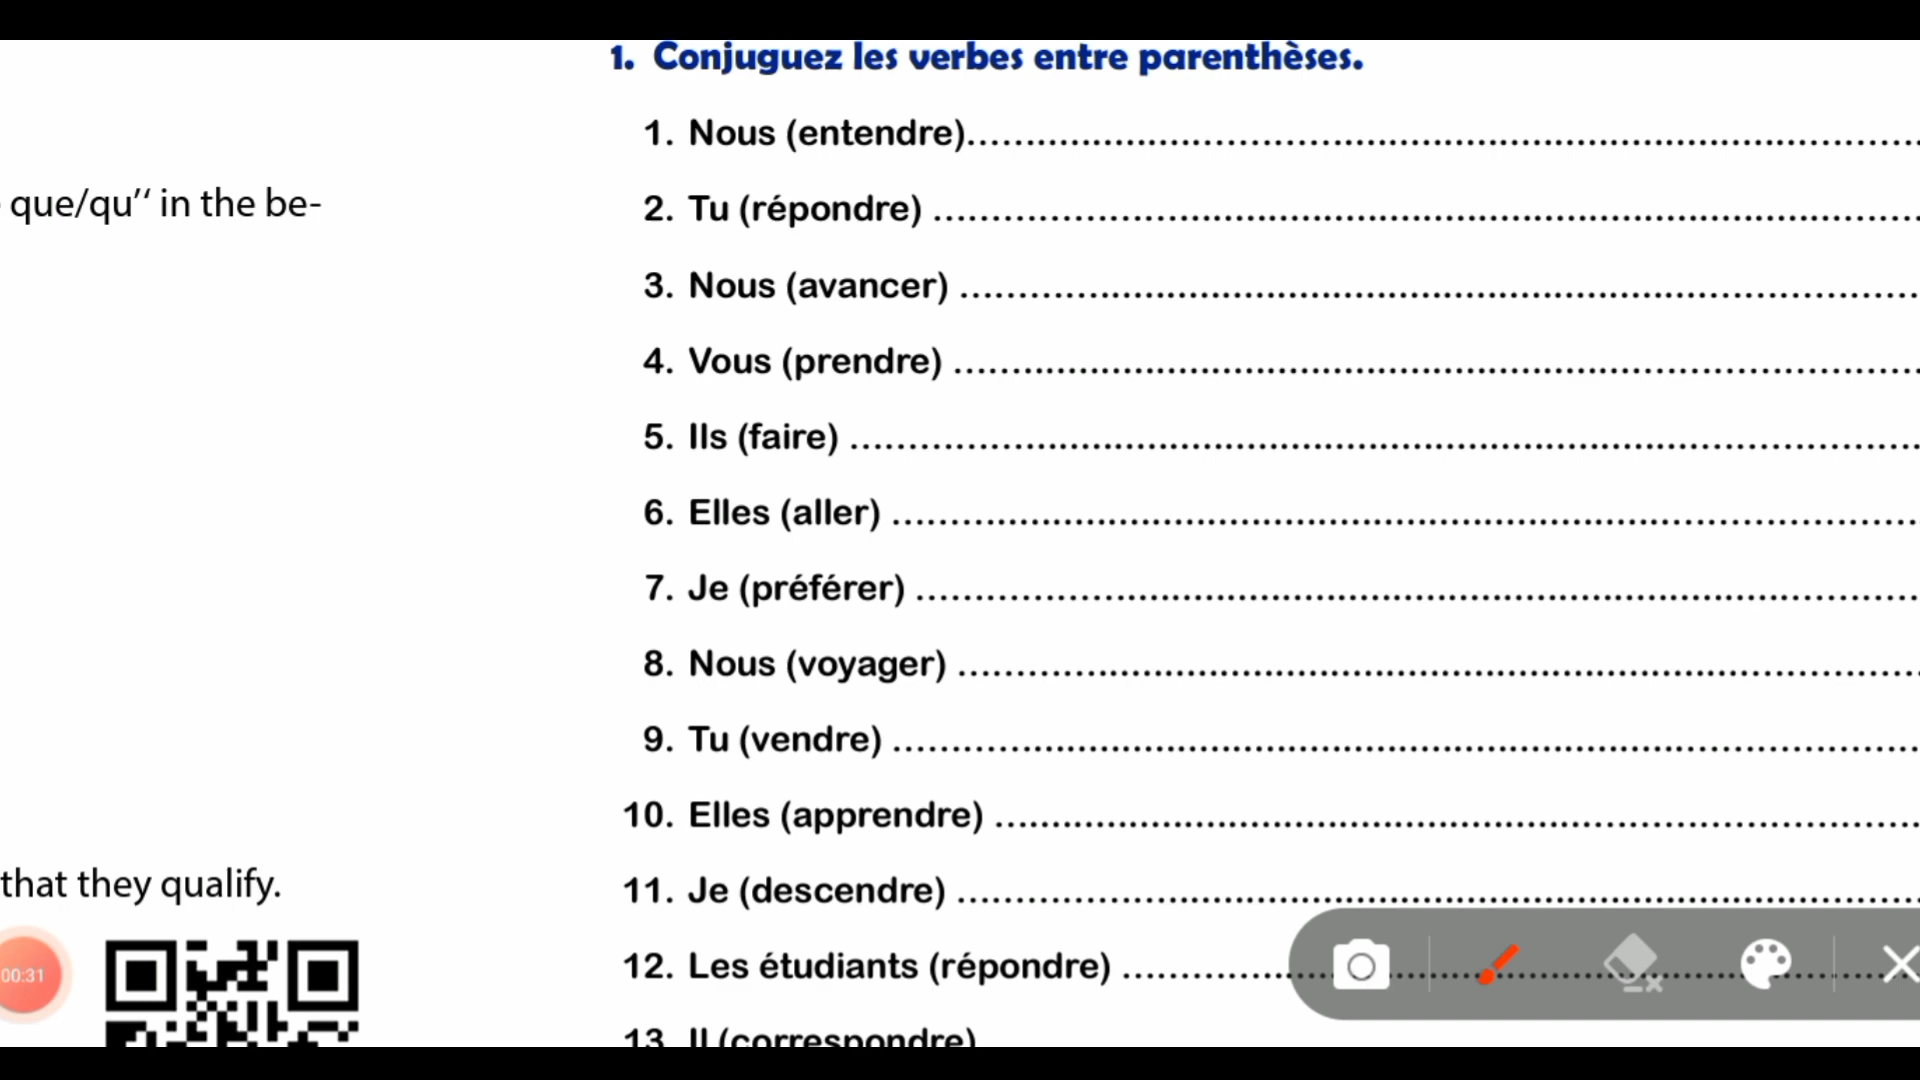 1. Conjuguez les verbes entre parenthèses.
1. Nous (entendre)...........................................................
2. Tu (répondre) ...........................................................
que/qu’’ in the be-
3. Nous (avancer) ...........................................................
4. Vous (prendre) ...........................................................
5. Ils (faire) ...........................................................
6. Elles (aller) ...........................................................
7. Je (préférer) ...........................................................
8. Nous (voyager) ...........................................................
9. Tu (vendre) ...........................................................
10. Elles (apprendre) ...........................................................
that they qualify.
11. Je (descendre) ...........................................................
12. Les étudiants (répondre) ...........................................................
00:31
13. Il (correspondre)